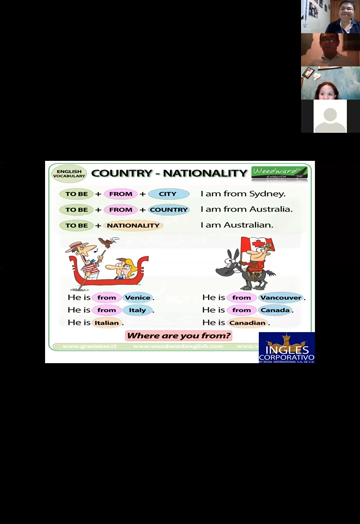 ENGLISH
VOCABULARY
COUNTRY - NATIONALITY
Woodward
TO BE + FROM + CITY I am from Sydney.
TO BE + FROM + COUNTRY I am from Australia.
TO BE + NATIONALITY I am Australian.
He is from Venice.
He is from Italy.
He is Italian.
He is from Vancouver.
He is from Canada.
He is Canadian.
Where are you from?
INGLES
CORPORATIVO